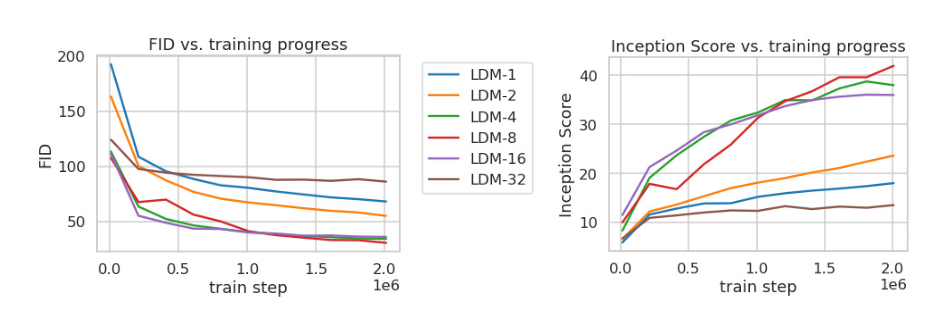 FID vs. training progress
200
150
100
50
FID
0.0 0.5 1.0 1.5 2.0
1e6
train step
LDM-1
LDM-2
LDM-4
LDM-8
LDM-16
LDM-32
Inception Score vs. training progress
40
30
20
10
Inception Score
0.0 0.5 1.0 1.5 2.0
1e6
train step